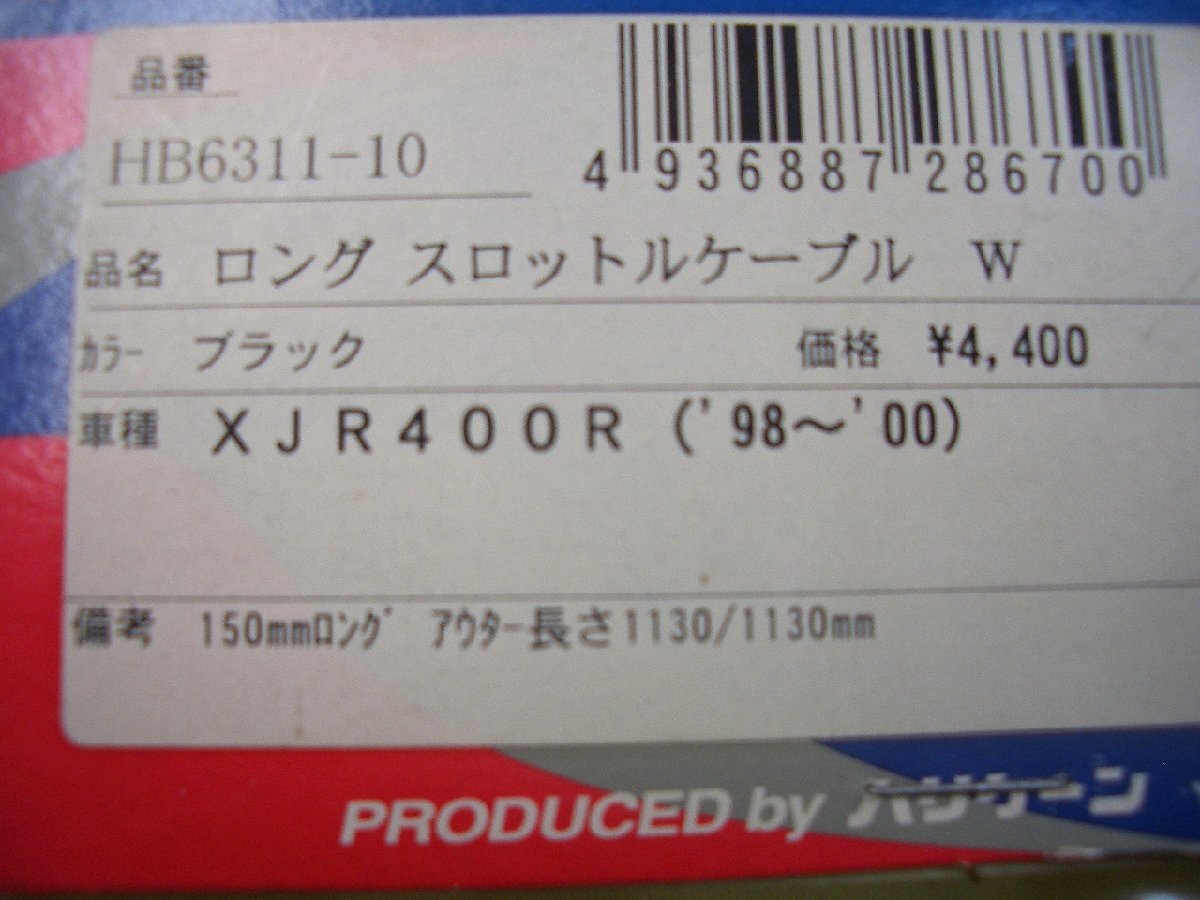 品番
HB6311-10
4 936887 286700
品名 ロング スロットルケーブル W
カラー ブラック 価格 ¥4,400
車種 XJR400R ('98～'00)
備考 150mmロング アウター長さ1130/1130mm
PRODUCED by ハリケーン